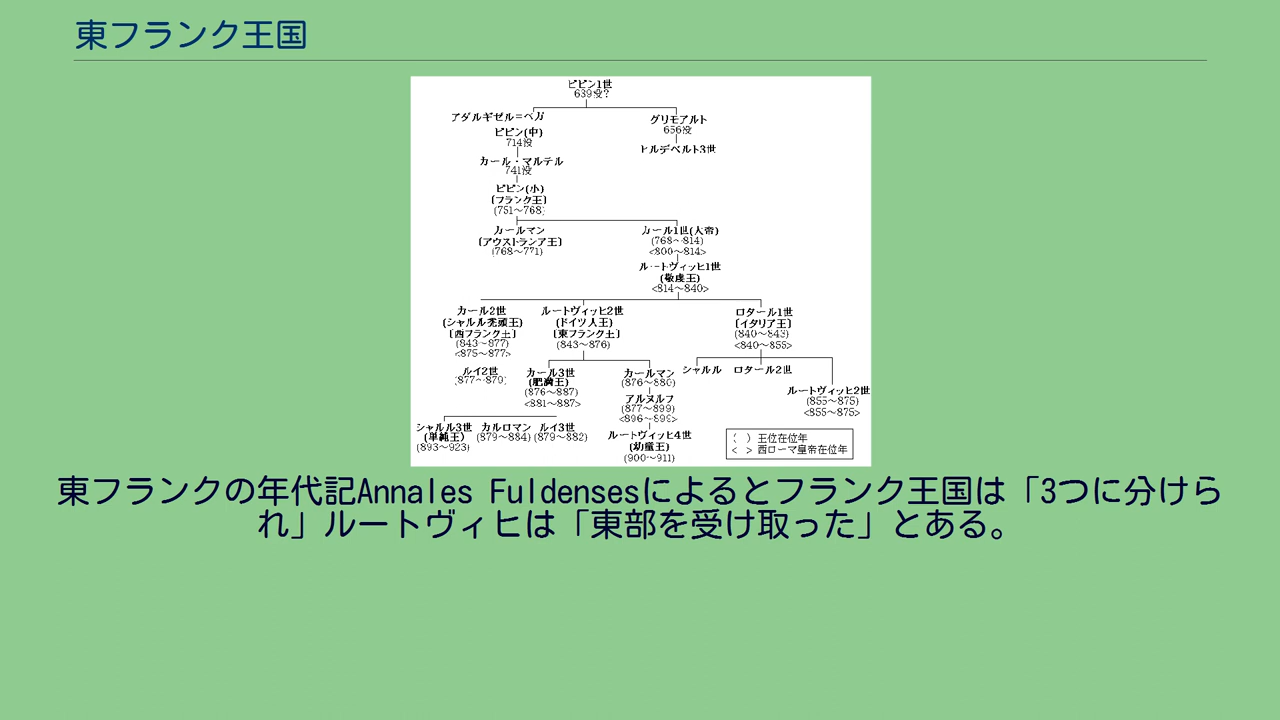 東フランク王国
ピピン1世
639没?
アダルギゼル=ベガ
グリモアルト
656没
ヒルデベルト3世
ピピン(中)
714没
カール・マルテル
741没
ピピン(小)
[フランク王]
(751~768)
カールマン
[アウストラシア王]
(768~771)
カール1世(大帝)
(768~814)
<800~814>
ルートヴィッヒ1世
(敬虔王)
<814~840>
カール2世
(シャルル禿頭王)
[西フランク王]
(843~877)
<875~877>
ルートヴィッヒ2世
(ドイツ人王)
[東フランク王]
(843~876)
ロタール1世
[イタリア王]
(840~843)
<840~855>
ルイ2世
(877~879)
カール3世
(肥満王)
(876~887)
<881~887>
カールマン
(876~880)
アルヌルフ
(877~899)
<896~899>
ルートヴィッヒ4世
(幼童王)
(900~911)
シャルル
ロタール2世
ルートヴィッヒ2世
(855~875)
<855~875>
シャルル3世
(単純王)
(893~923)
カルロマン
(879~884)
ルイ3世
(879~882)
( ) 王位在位年
< > 西ローマ皇帝在位年
東フランクの年代記Annales Fuldensesによるとフランク王国は「3つに分けら
れ」ルートヴィヒは「東部を受け取った」とある。